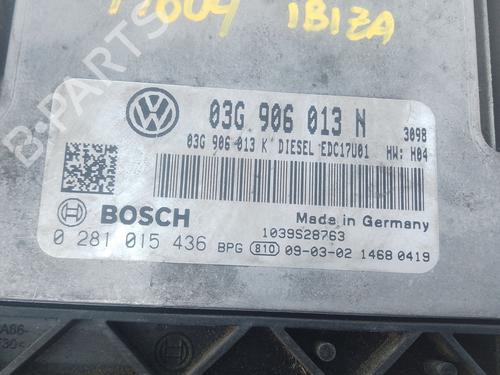 IBIZA
B-Parts
03G 906 013 N 3098
03G 906 013 K DIESEL EDC17U01 HW: H04
BOSCH
Made in Germany
1039S28763
0 281 015 436 BPG 810 09-03-02 1468 0419